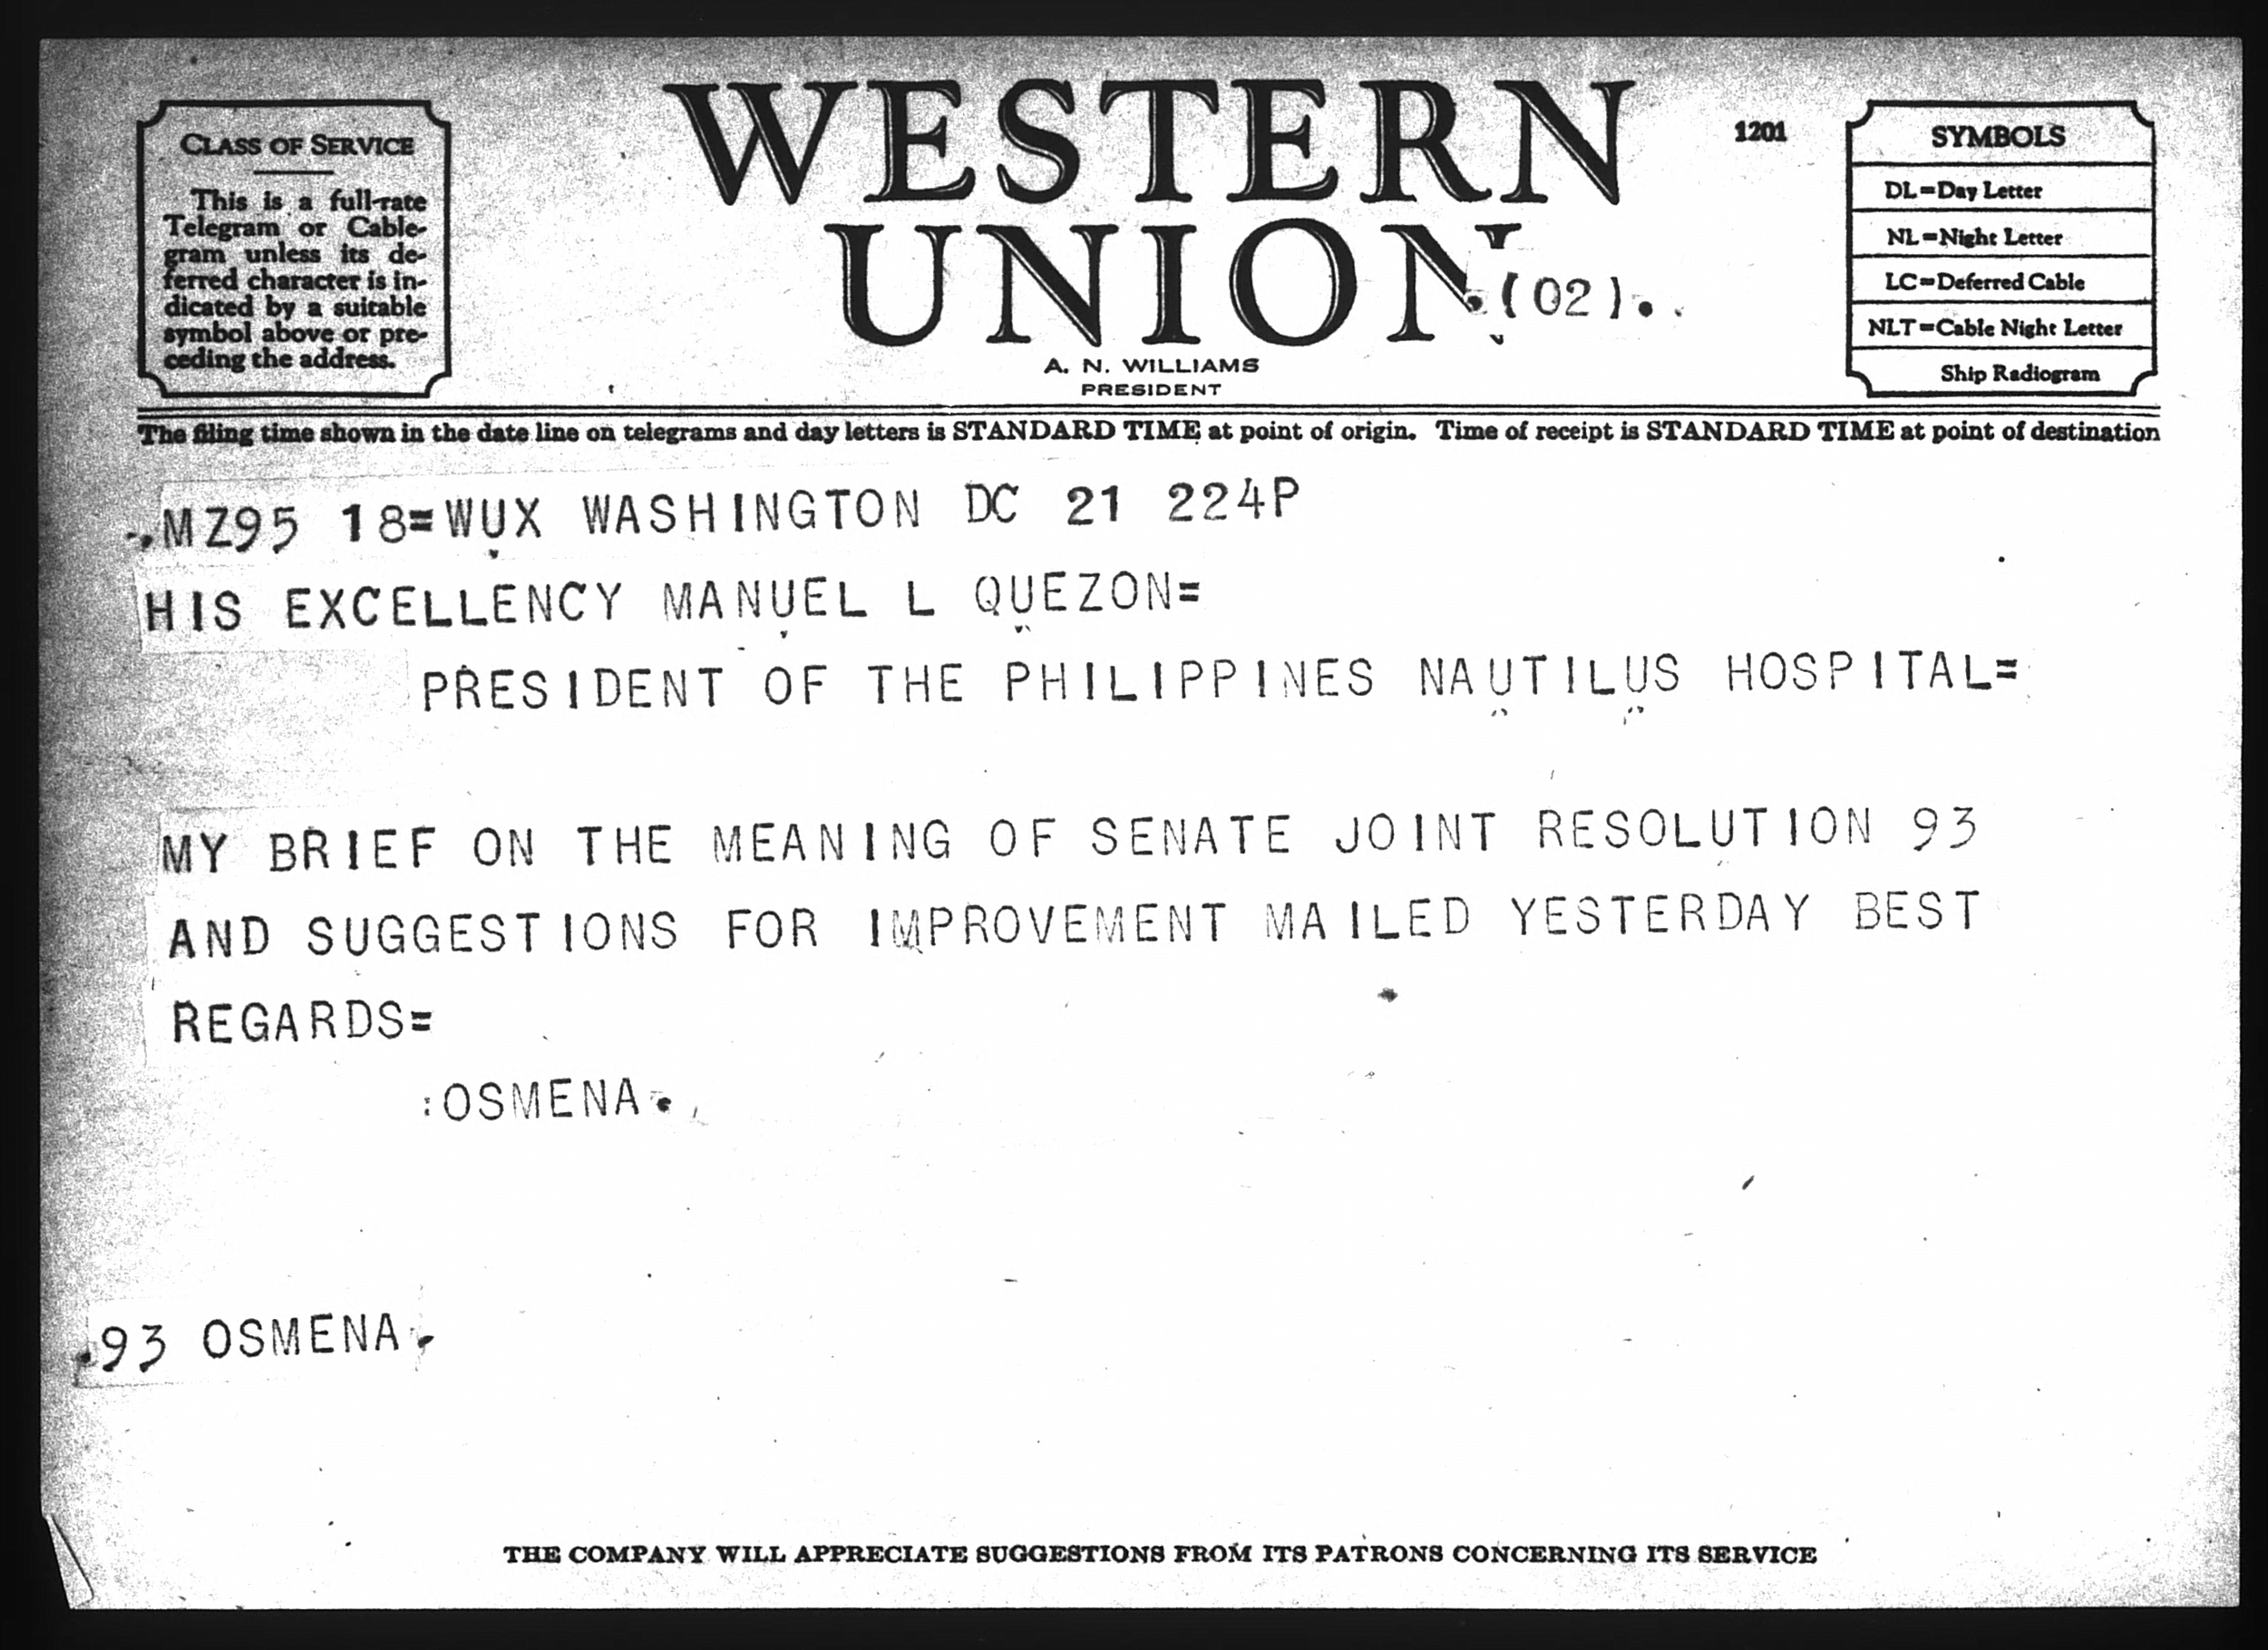 WESTERN
UNION
1201
(02).
A. N. WILLIAMS
PRESIDENT
CLASS OF SERVICE
This is a full-rate
Telegram or Cable-
gram unless its de-
ferred character is in-
dicated by a suitable
symbol above or pre-
ceding the address.
SYMBOLS
DL=Day Letter
NL=Night Letter
LC=Deferred Cable
NLT=Cable Night Letter
Ship Radiogram
The filing time shown in the date line on telegrams and day letters is STANDARD TIME at point of origin. Time of receipt is STANDARD TIME at point of destination
MZ95 18=WUX WASHINGTON DC 21 224P
HIS EXCELLENCY MANUEL L QUEZON=
PRESIDENT OF THE PHILIPPINES NAUTILUS HOSPITAL=
MY BRIEF ON THE MEANING OF SENATE JOINT RESOLUTION 93
AND SUGGESTIONS FOR IMPROVEMENT MAILED YESTERDAY BEST
REGARDS=
:OSMENA.
93 OSMENA.
THE COMPANY WILL APPRECIATE SUGGESTIONS FROM ITS PATRONS CONCERNING ITS SERVICE